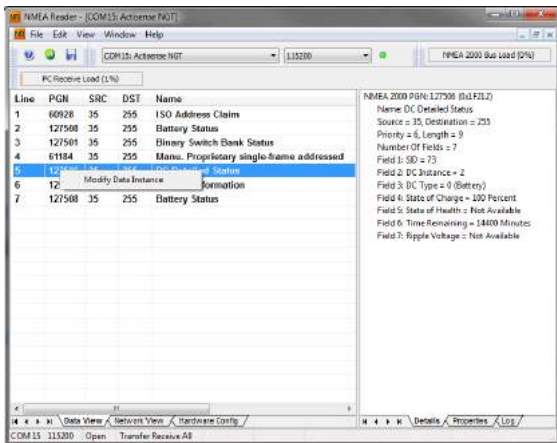 NMEA Reader - [COM15: Actisense NGT]
File Edit View Window Help
COM15: Actisense NGT 115200 NMEA 2000 Bus Load (0%)
PC Receive Load (1%)
Line PGN SRC DST Name
1 60928 35 255 ISO Address Claim
2 127508 35 255 Battery Status
3 127501 35 255 Binary Switch Bank Status
4 61184 35 255 Manu. Proprietary single-frame addressed
5 DC Detailed Status
Modify Data Instance
6
7 127508 35 255 Battery Status
NMEA 2000 PGN: 127506 (0x1F212)
Name: DC Detailed Status
Source = 35, Destination = 255
Priority = 6, Length = 9
Number Of Fields = 7
Field 1: SID = 73
Field 2: DC Instance = 2
Field 3: DC Type = 0 (Battery)
Field 4: State of Charge = 100 Percent
Field 5: State of Health = Not Available
Field 6: Time Remaining = 14400 Minutes
Field 7: Ripple Voltage = Not Available
Data View Network View Hardware Config
Details Properties Log
COM 15 115200 Open Transfer Receive All